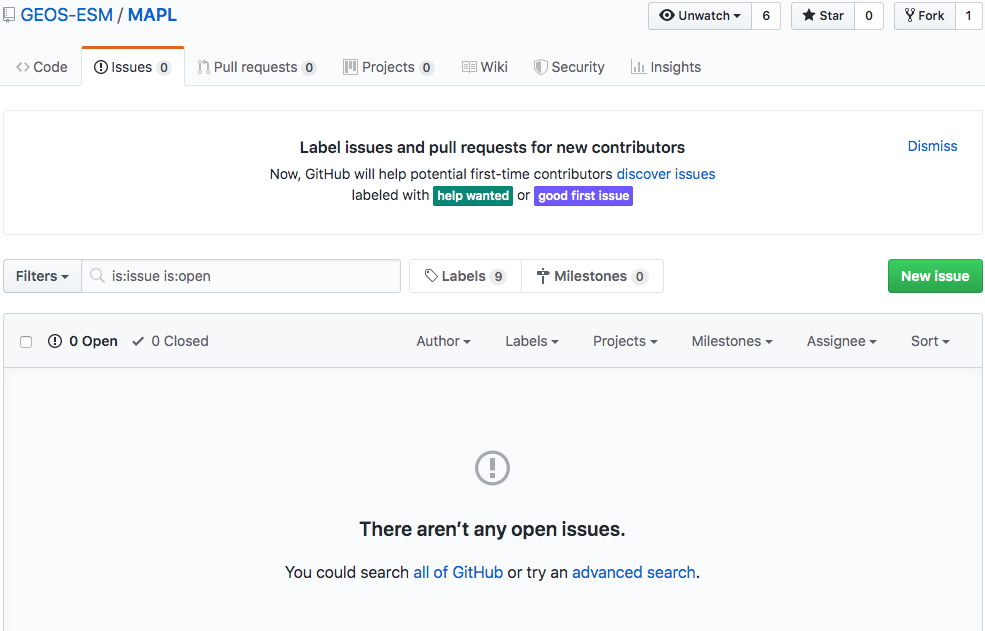 GEOS-ESM / MAPL Unwatch 6 Star 0 Fork 1
Code Issues 0 Pull requests 0 Projects 0 Wiki Security Insights
Label issues and pull requests for new contributors Dismiss
Now, GitHub will help potential first-time contributors discover issues
labeled with help wanted or good first issue
Filters is:issue is:open Labels 9 Milestones 0 New issue
0 Open 0 Closed Author Labels Projects Milestones Assignee Sort
There aren’t any open issues.
You could search all of GitHub or try an advanced search.